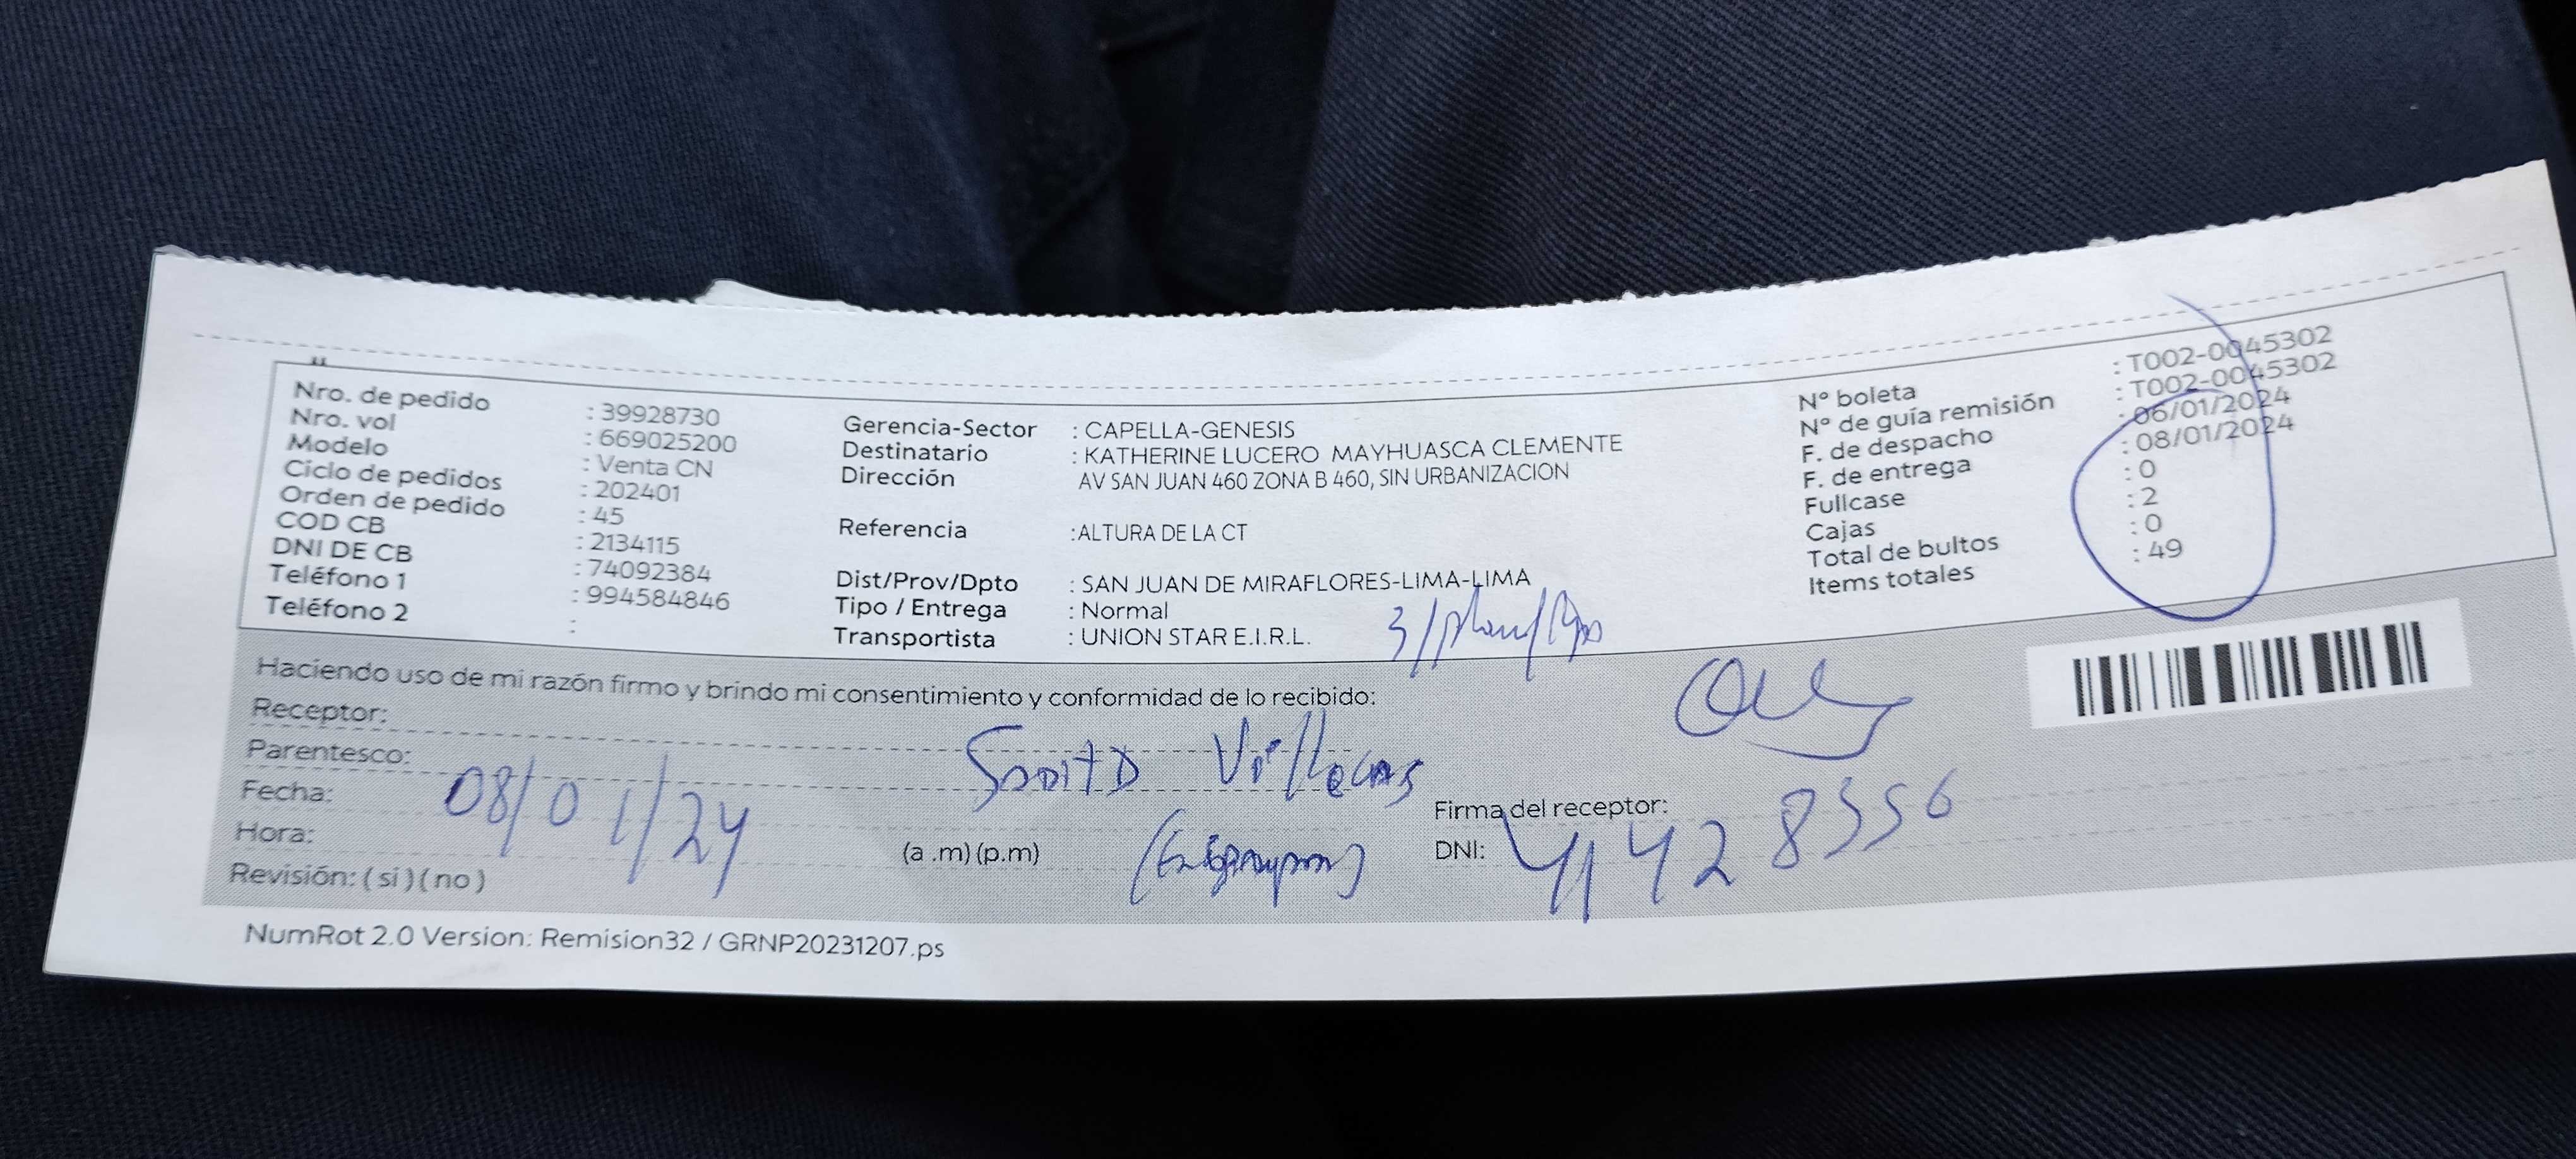 Nro. de pedido : 39928730
Nro. vol : 669025200
Modelo : Venta CN
Ciclo de pedidos : 202401
Orden de pedido : 45
COD CB : 2134115
DNI DE CB : 74092384
Teléfono 1 : 994584846
Teléfono 2 :
Gerencia-Sector : CAPELLA-GENESIS
Destinatario : KATHERINE LUCERO MAYHUASCA CLEMENTE
Dirección AV SAN JUAN 460 ZONA B 460, SIN URBANIZACION
Referencia :ALTURA DE LA CT
Dist/Prov/Dpto : SAN JUAN DE MIRAFLORES-LIMA-LIMA
Tipo / Entrega : Normal
Transportista : UNION STAR E.I.R.L.
N° boleta : T002-0045302
N° de guía remisión : T002-0045302
F. de despacho : 06/01/2024
F. de entrega : 08/01/2024
Fullcase : 0
Cajas : 2
Total de bultos : 0
Items totales : 49
Haciendo uso de mi razón firmo y brindo mi consentimiento y conformidad de lo recibido:
Receptor:
Parentesco:
Fecha: 08/01/24
Hora: (a .m) (p.m)
Revisión: ( si ) ( no )
Firma del receptor:
DNI: 41428556
NumRot 2.0 Version: Remision32 / GRNP20231207.ps